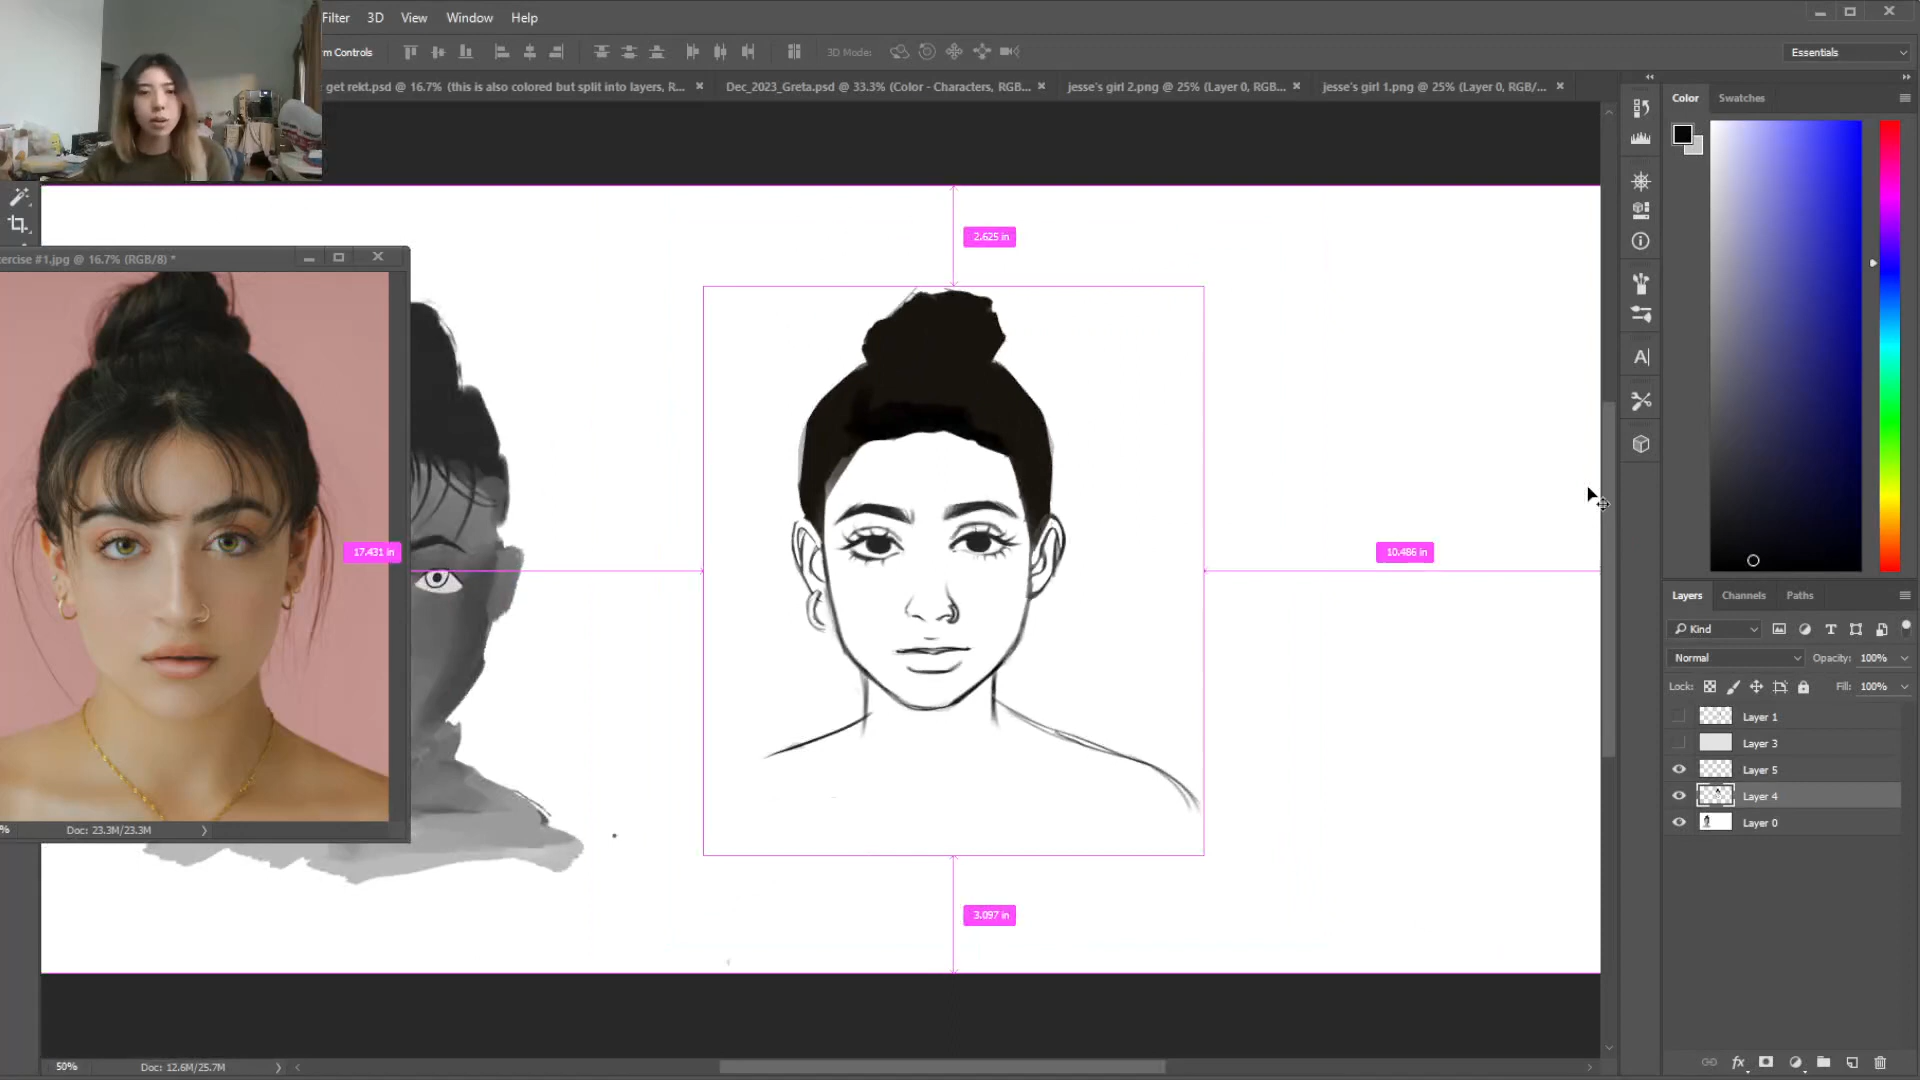 Filter 3D View Window Help
m Controls
3D Mode:
Essentials
get rekt.psd @ 16.7% (this is also colored but split into layers, R...
Dec_2023_Greta.psd @ 33.3% (Color - Characters, RGB...
jesse's girl 2.png @ 25% (Layer 0, RGB...
jesse's girl 1.png @ 25% (Layer 0, RGB/...
Color Swatches
ercise #1.jpg @ 16.7% (RGB/8) *
2.625 in
17.431 in
10.486 in
3.097 in
% Doc: 23.3M/23.3M
50% Doc: 12.6M/25.7M
A
Layers Channels Paths
Kind
T
Normal Opacity: 100%
Lock: Fill: 100%
Layer 1
Layer 3
Layer 5
Layer 4
Layer 0
fx